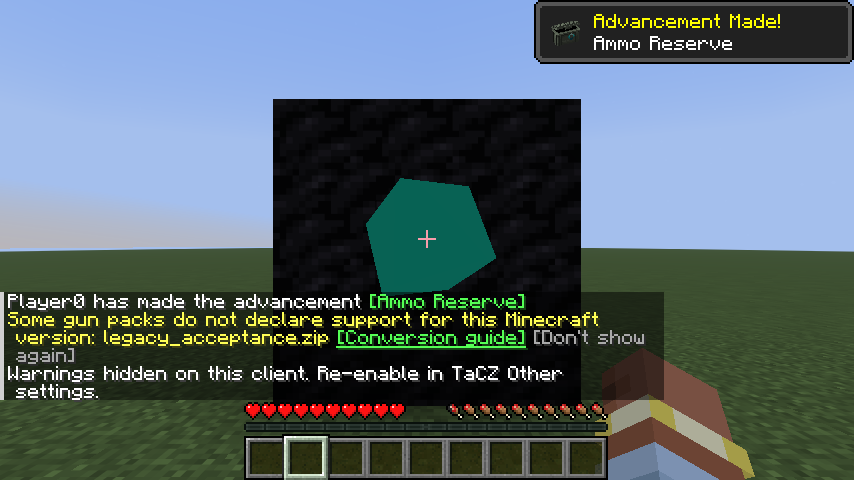 Advancement Made!
Ammo Reserve
Player0 has made the advancement [Ammo Reserve]
Some gun packs do not declare support for this Minecraft
version: legacy_acceptance.zip [Conversion guide] [Don't show
again]
Warnings hidden on this client. Re-enable in TaCZ Other
settings.